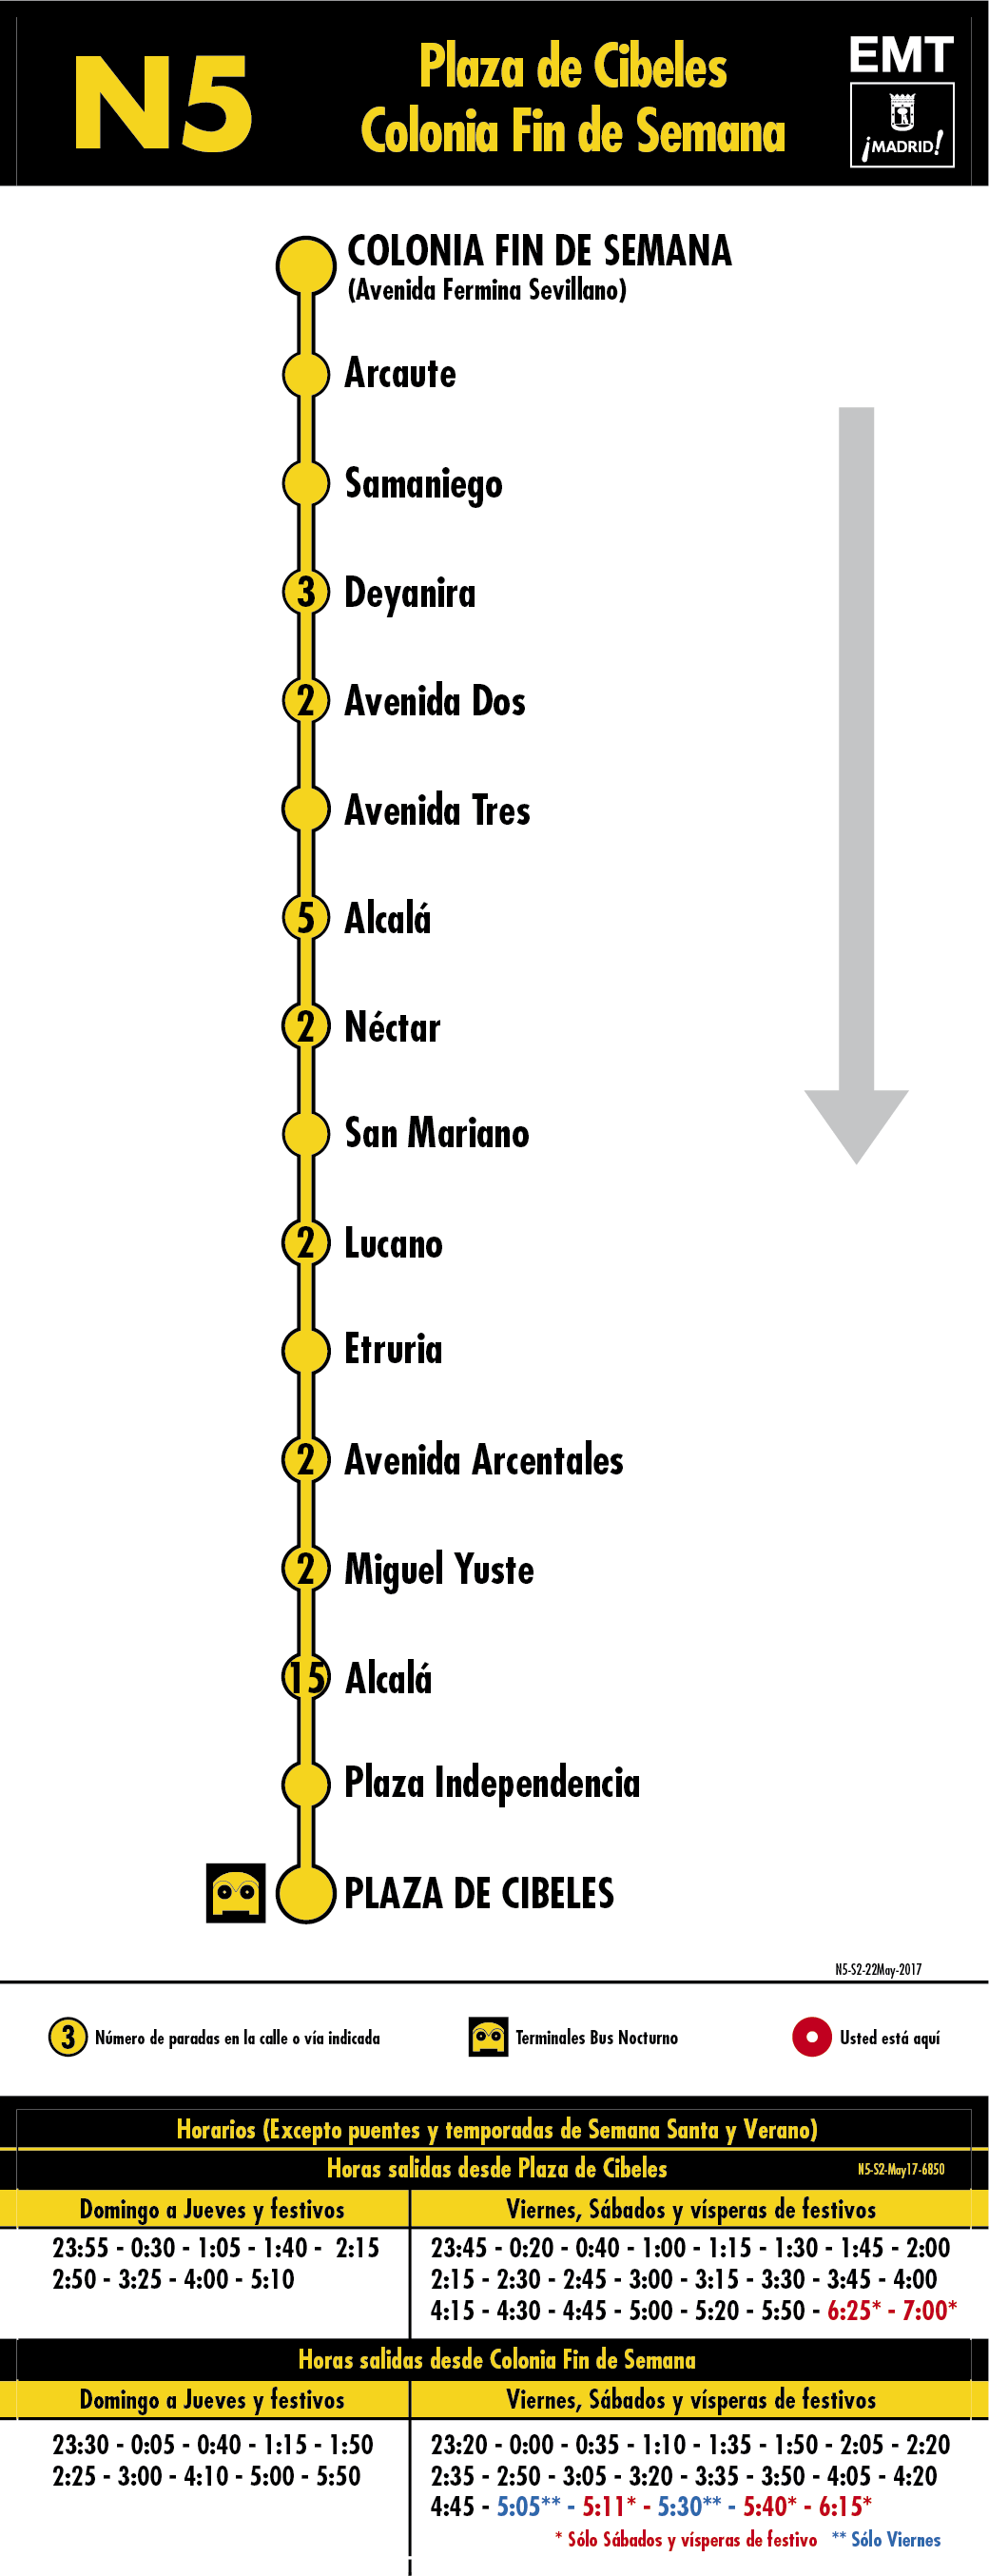 N5
Plaza de Cibeles
Colonia Fin de Semana
EMT
¡MADRID!
COLONIA FIN DE SEMANA
(Avenida Fermina Sevillano)
Arcaute
Samaniego
3 Deyanira
2 Avenida Dos
Avenida Tres
5 Alcalá
2 Néctar
San Mariano
2 Lucano
Etruria
2 Avenida Arcentales
2 Miguel Yuste
15 Alcalá
Plaza Independencia
PLAZA DE CIBELES
N5-S2-22May-2017
3 Número de paradas en la calle o vía indicada
Terminales Bus Nocturno
Usted está aquí
Horarios (Excepto puentes y temporadas de Semana Santa y Verano)
Horas salidas desde Plaza de Cibeles
N5-S2-May17-6850
Domingo a Jueves y festivos
23:55 - 0:30 - 1:05 - 1:40 - 2:15
2:50 - 3:25 - 4:00 - 5:10
Viernes, Sábados y vísperas de festivos
23:45 - 0:20 - 0:40 - 1:00 - 1:15 - 1:30 - 1:45 - 2:00
2:15 - 2:30 - 2:45 - 3:00 - 3:15 - 3:30 - 3:45 - 4:00
4:15 - 4:30 - 4:45 - 5:00 - 5:20 - 5:50 - 6:25* - 7:00*
Horas salidas desde Colonia Fin de Semana
Domingo a Jueves y festivos
23:30 - 0:05 - 0:40 - 1:15 - 1:50
2:25 - 3:00 - 4:10 - 5:00 - 5:50
Viernes, Sábados y vísperas de festivos
23:20 - 0:00 - 0:35 - 1:10 - 1:35 - 1:50 - 2:05 - 2:20
2:35 - 2:50 - 3:05 - 3:20 - 3:35 - 3:50 - 4:05 - 4:20
4:45 - 5:05** - 5:11* - 5:30** - 5:40* - 6:15*
* Sólo Sábados y vísperas de festivo ** Sólo Viernes